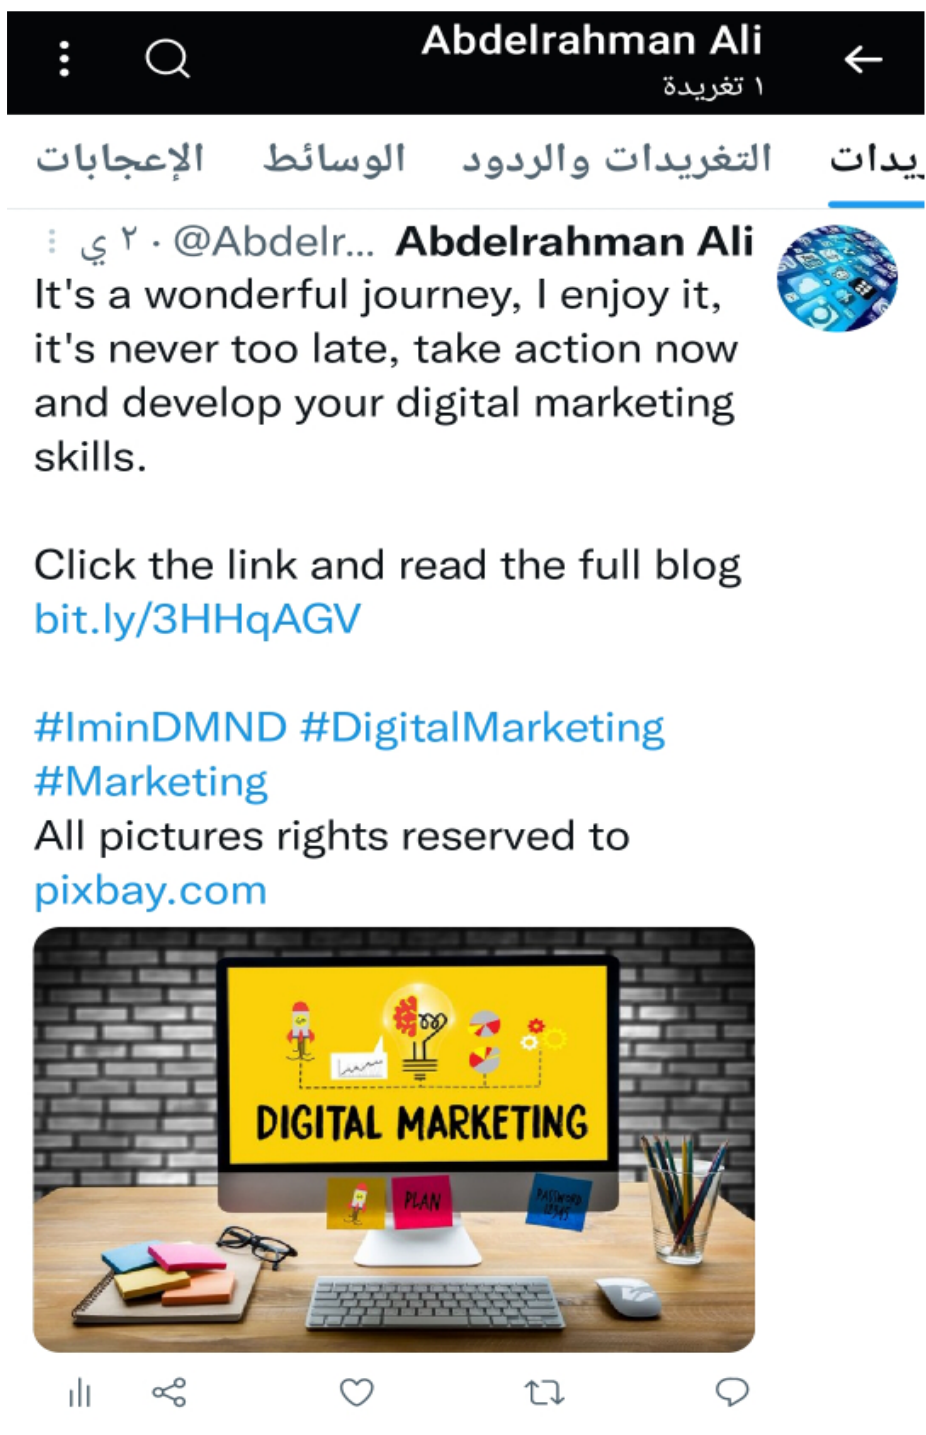 Abdelrahman Ali
١ تغريدة
يدات
التغريدات والردود
الوسائط
الإعجابات
Abdelrahman Ali @Abdelr... · ٢ ي
It's a wonderful journey, I enjoy it,
it's never too late, take action now
and develop your digital marketing
skills.
Click the link and read the full blog
bit.ly/3HHqAGV
#IminDMND #DigitalMarketing
#Marketing
All pictures rights reserved to
pixbay.com
DIGITAL MARKETING
PLAN
PASSWORD